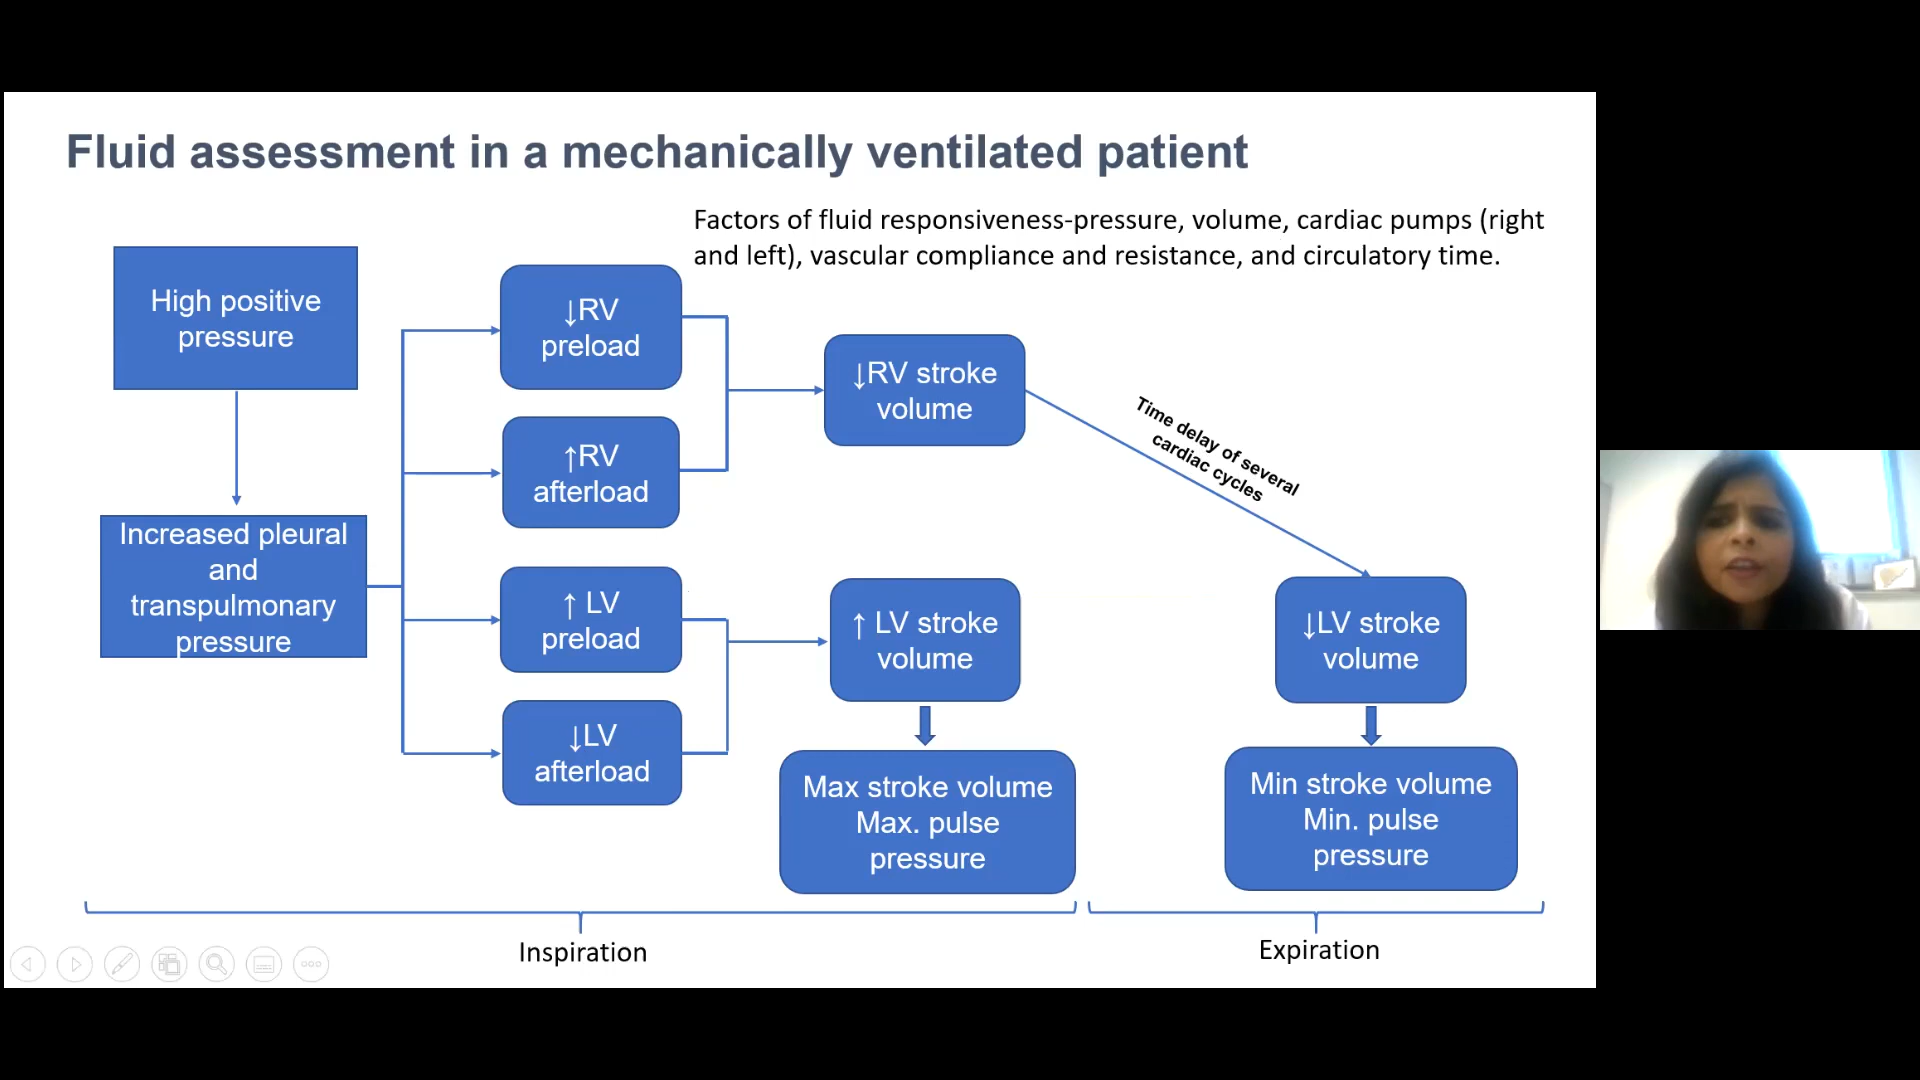 Fluid assessment in a mechanically ventilated patient
Factors of fluid responsiveness-pressure, volume, cardiac pumps (right
and left), vascular compliance and resistance, and circulatory time.
High positive
pressure
Increased pleural
and
transpulmonary
pressure
↓RV
preload
↑RV
afterload
↑ LV
preload
↓LV
afterload
↓RV stroke
volume
Time delay of several
cardiac cycles
↑ LV stroke
volume
↓LV stroke
volume
Max stroke volume
Max. pulse
pressure
Min stroke volume
Min. pulse
pressure
Inspiration
Expiration